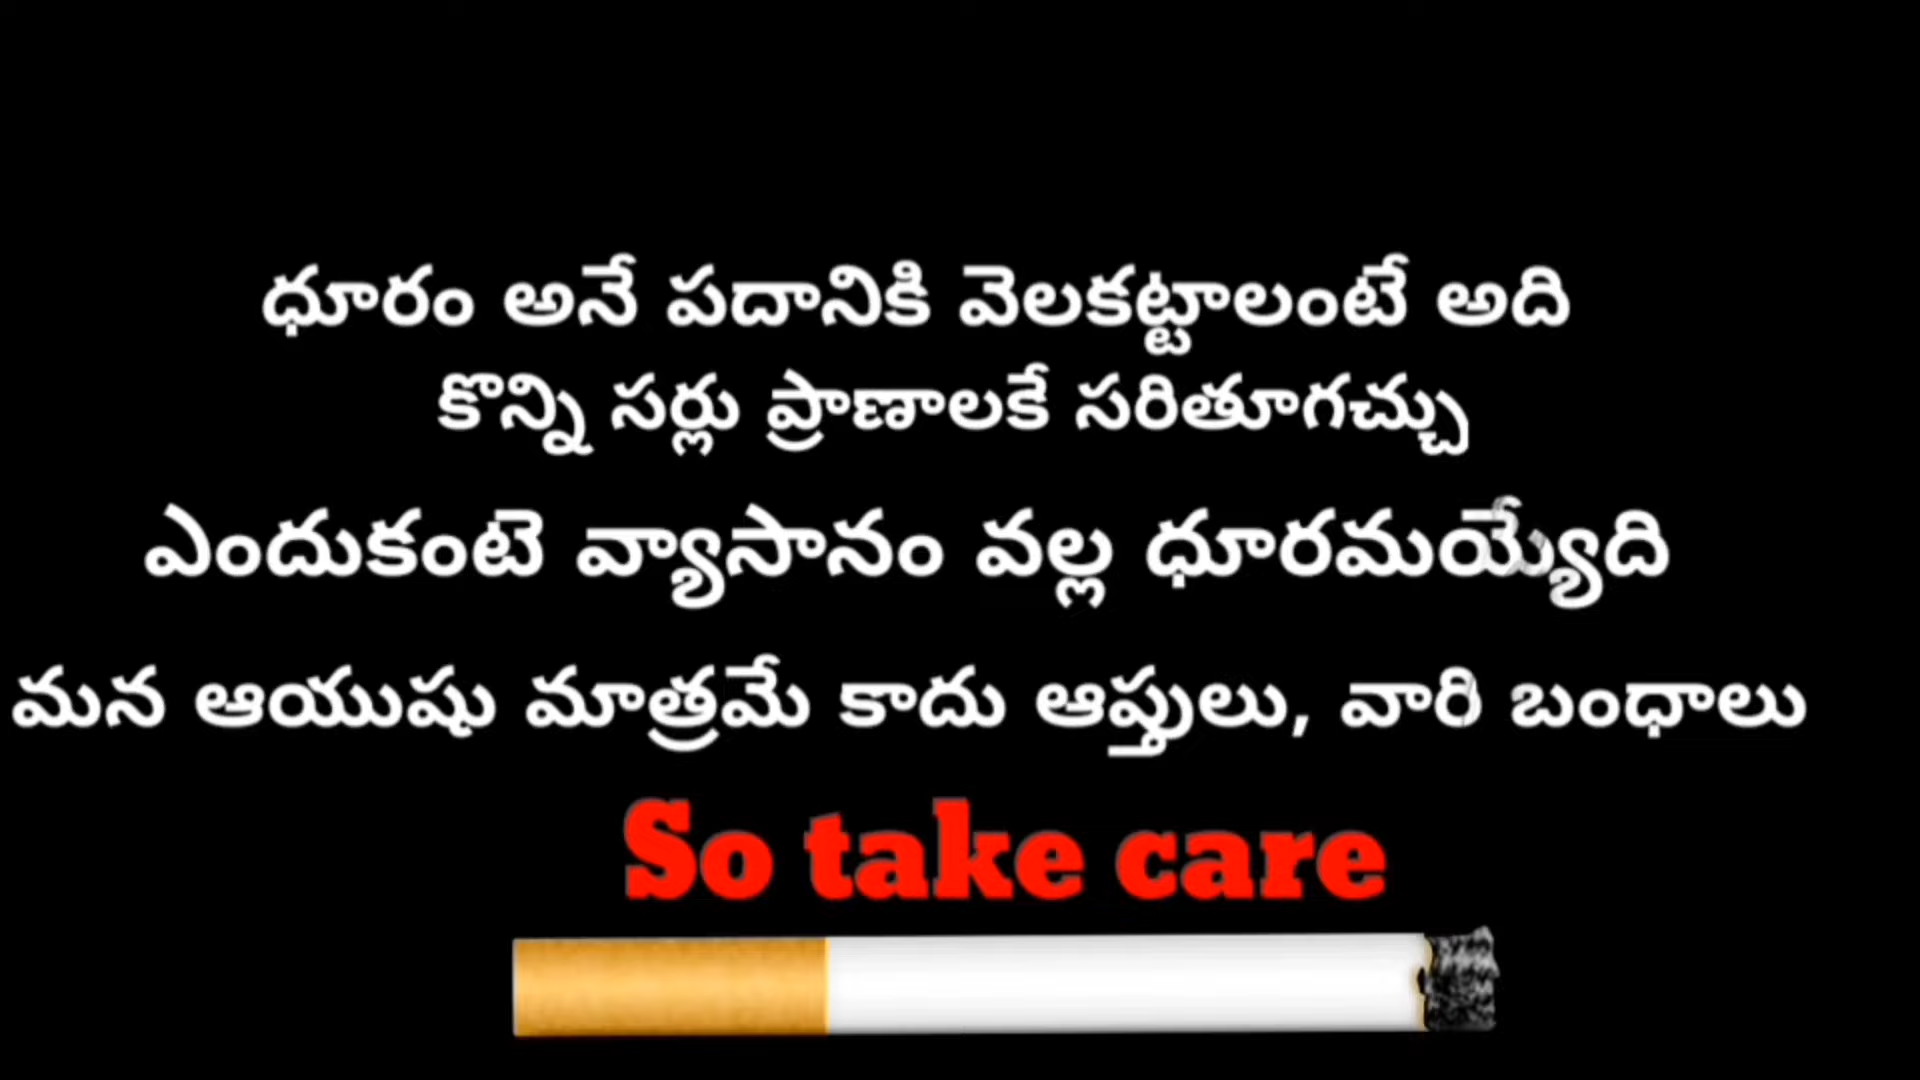 ధూరం అనే పదానికి వెలకట్టాలంటే అది
కొన్ని సర్లు ప్రాణాలకే సరితూగచ్చు
ఎందుకంటె వ్యాసానం వల్ల ధూరమయ్యేది
మన ఆయుషు మాత్రమే కాదు ఆప్తులు, వారి బంధాలు
So take care